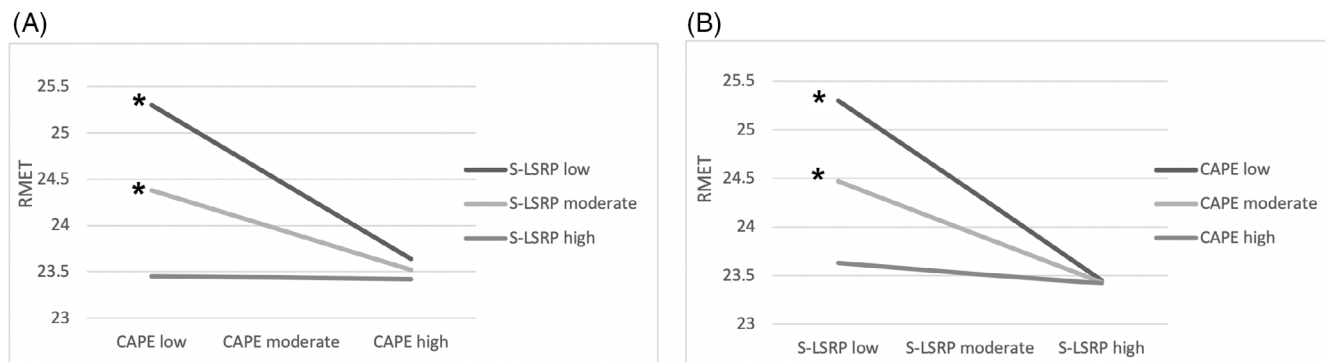 (A)
25.5
25
24.5
24
23.5
23
RMET
CAPE low CAPE moderate CAPE high
S-LSRP low
S-LSRP moderate
S-LSRP high
*
*
(B)
25.5
25
24.5
24
23.5
23
RMET
S-LSRP low S-LSRP moderate S-LSRP high
CAPE low
CAPE moderate
CAPE high
*
*